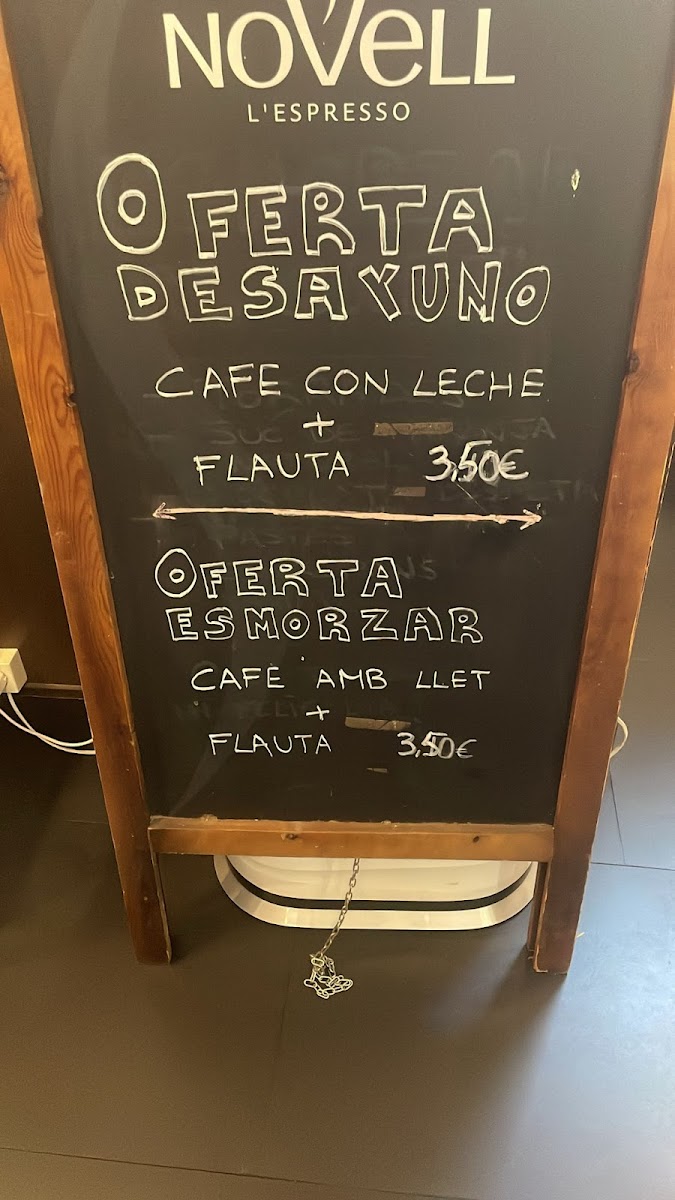 NOVELL
L'ESPRESSO
OFERTA
DESAYUNO
CAFE CON LECHE
+
FLAUTA 3,50€
OFERTA
ESMORZAR
CAFE AMB LLET
+
FLAUTA 3,50€